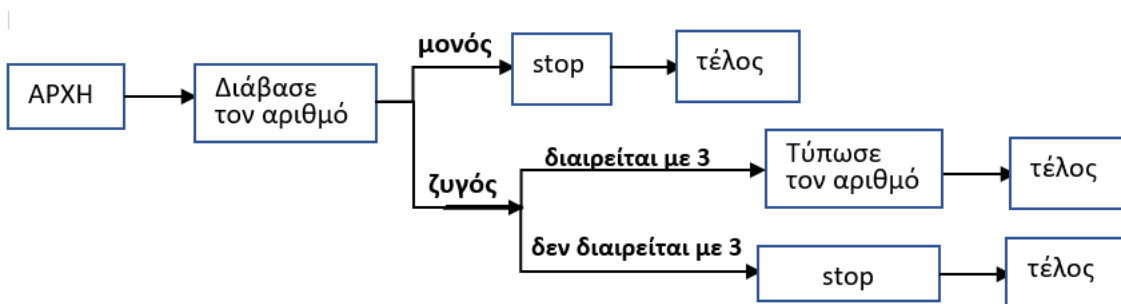 μονός
ΑΡΧΗ
Διάβασε
τον αριθμό
stop
τέλος
ζυγός
διαιρείται με 3
Τύπωσε
τον αριθμό
τέλος
δεν διαιρείται με 3
stop
τέλος